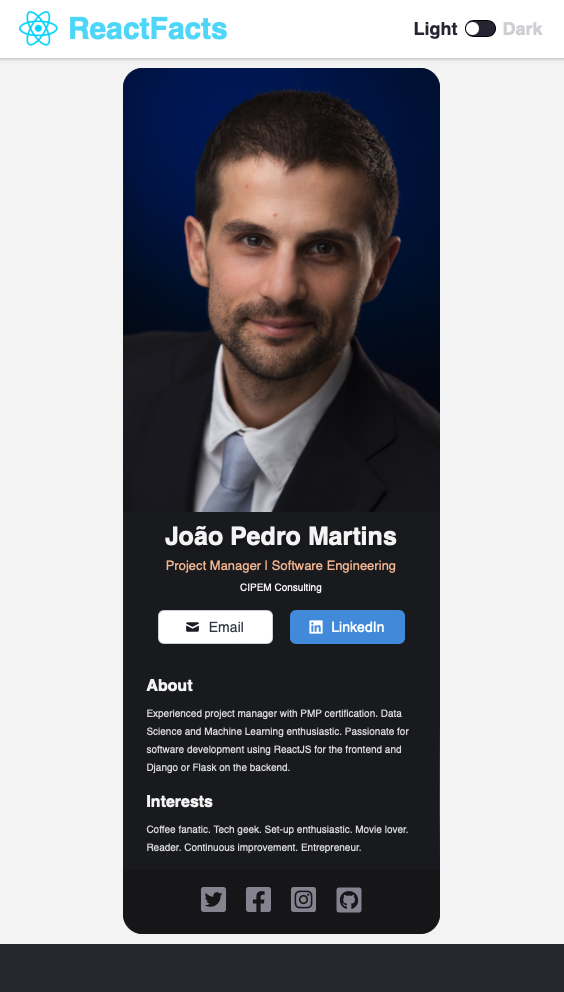 ReactFacts
Light Dark
João Pedro Martins
Project Manager | Software Engineering
CIPEM Consulting
Email LinkedIn
About
Experienced project manager with PMP certification. Data
Science and Machine Learning enthusiastic. Passionate for
software development using ReactJS for the frontend and
Django or Flask on the backend.
Interests
Coffee fanatic. Tech geek. Set-up enthusiastic. Movie lover.
Reader. Continuous improvement. Entrepreneur.